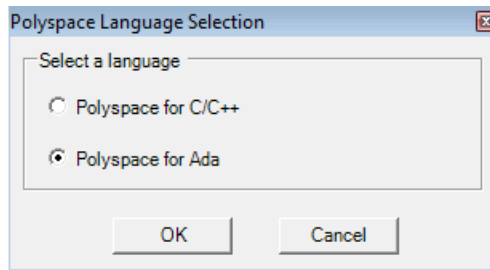 Polyspace Language Selection
Select a language
Polyspace for C/C++
Polyspace for Ada
OK Cancel